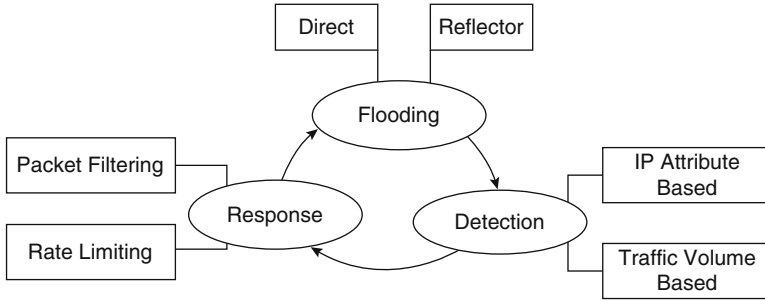 Direct
Reflector
Flooding
Packet Filtering
IP Attribute
Based
Response
Detection
Rate Limiting
Traffic Volume
Based